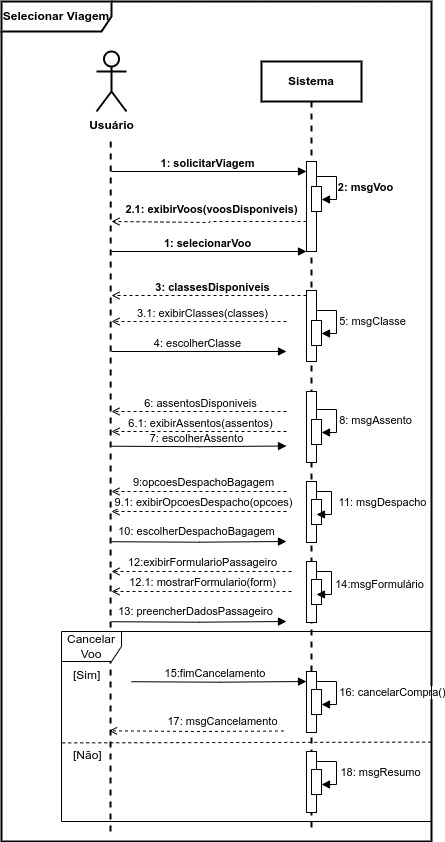 Selecionar Viagem
Usuário
Sistema
1: solicitarViagem
2: msgVoo
2.1: exibirVoos(voosDisponiveis)
1: selecionarVoo
3: classesDisponiveis
3.1: exibirClasses(classes)
5: msgClasse
4: escolherClasse
6: assentosDisponiveis
6.1: exibirAssentos(assentos)
8: msgAssento
7: escolherAssento
9:opcoesDespachoBagagem
9.1: exibirOpcoesDespacho(opcoes)
11: msgDespacho
10: escolherDespachoBagagem
12:exibirFormularioPassageiro
12.1: mostrarFormulario(form)
14:msgFormulário
13: preencherDadosPassageiro
Cancelar
Voo
[Sim]
15:fimCancelamento
16: cancelarCompra()
17: msgCancelamento
[Não]
18: msgResumo